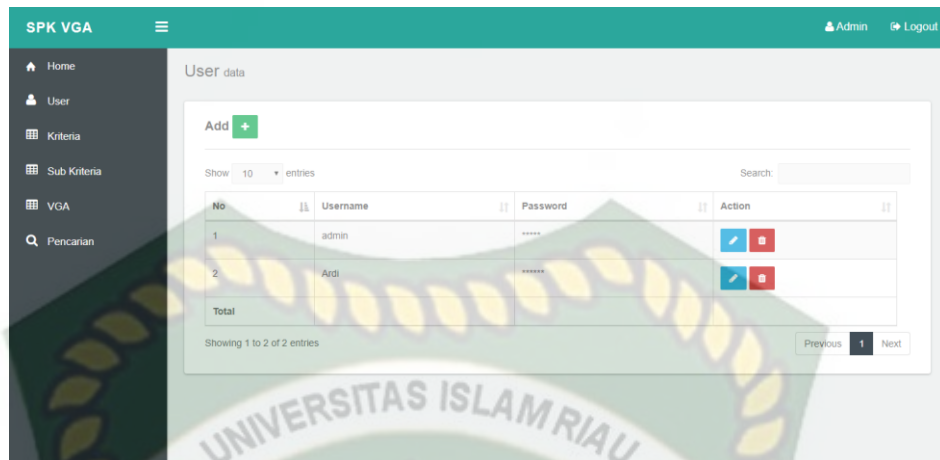 SPK VGA Admin Logout
Home
User
Kriteria
Sub Kriteria
VGA
Pencarian
User data
Add +
Show 10 entries Search:
No Username Password Action
1 admin *****
2 Ardi ******
Total
Showing 1 to 2 of 2 entries Previous 1 Next
UNIVERSITAS ISLAM RIAU